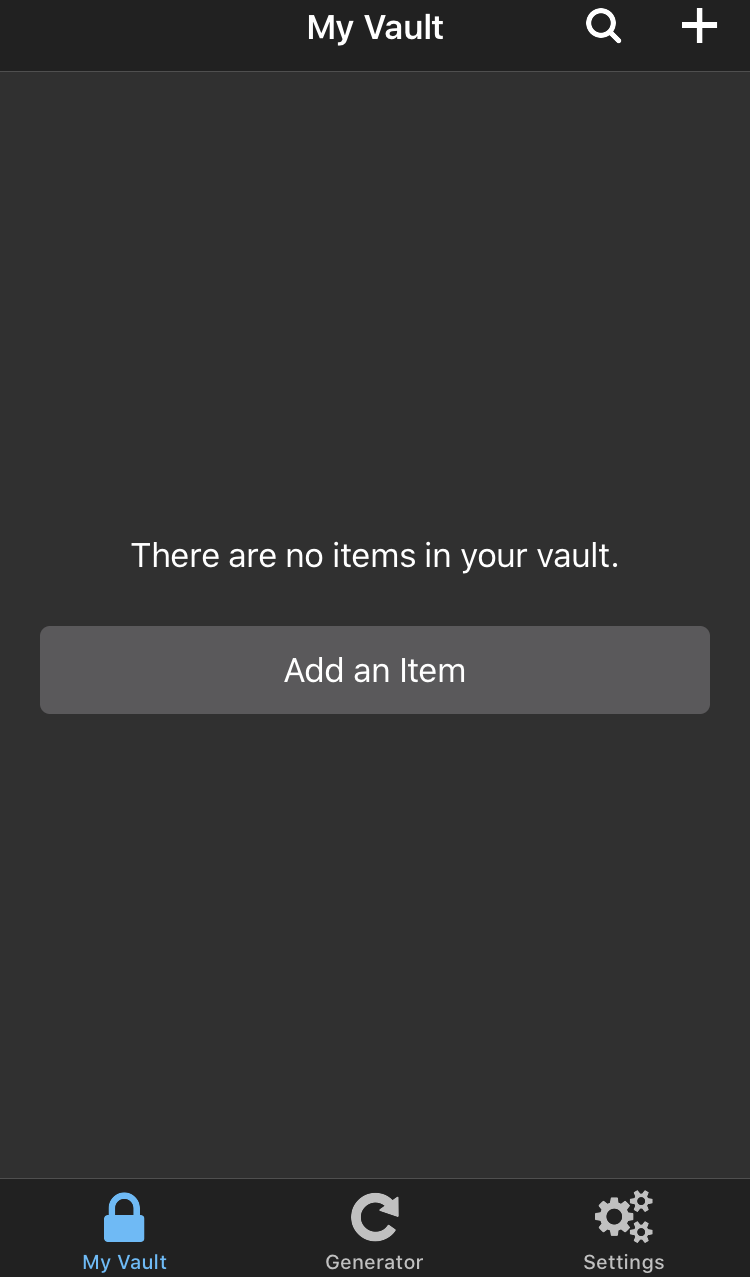 My Vault
There are no items in your vault.
Add an Item
My Vault
Generator
Settings